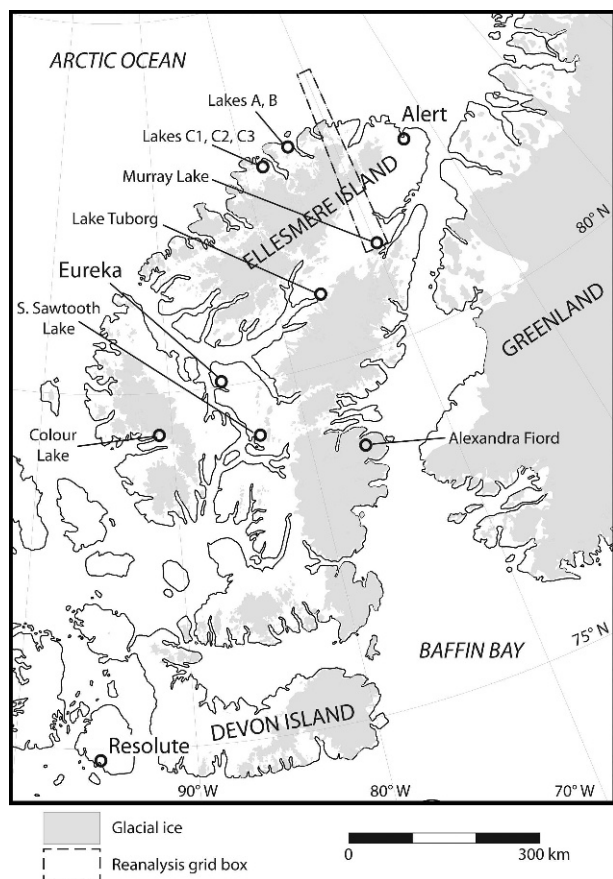 ARCTIC OCEAN
Lakes A, B
Alert
Lakes C1, C2, C3
Murray Lake
ELLESMERE ISLAND
Lake Tuborg
80° N
Eureka
S. Sawtooth
Lake
GREENLAND
Colour
Lake
Alexandra Fiord
BAFFIN BAY
75° N
DEVON ISLAND
Resolute
90° W
80° W
70° W
Glacial ice
Reanalysis grid box
0
300 km